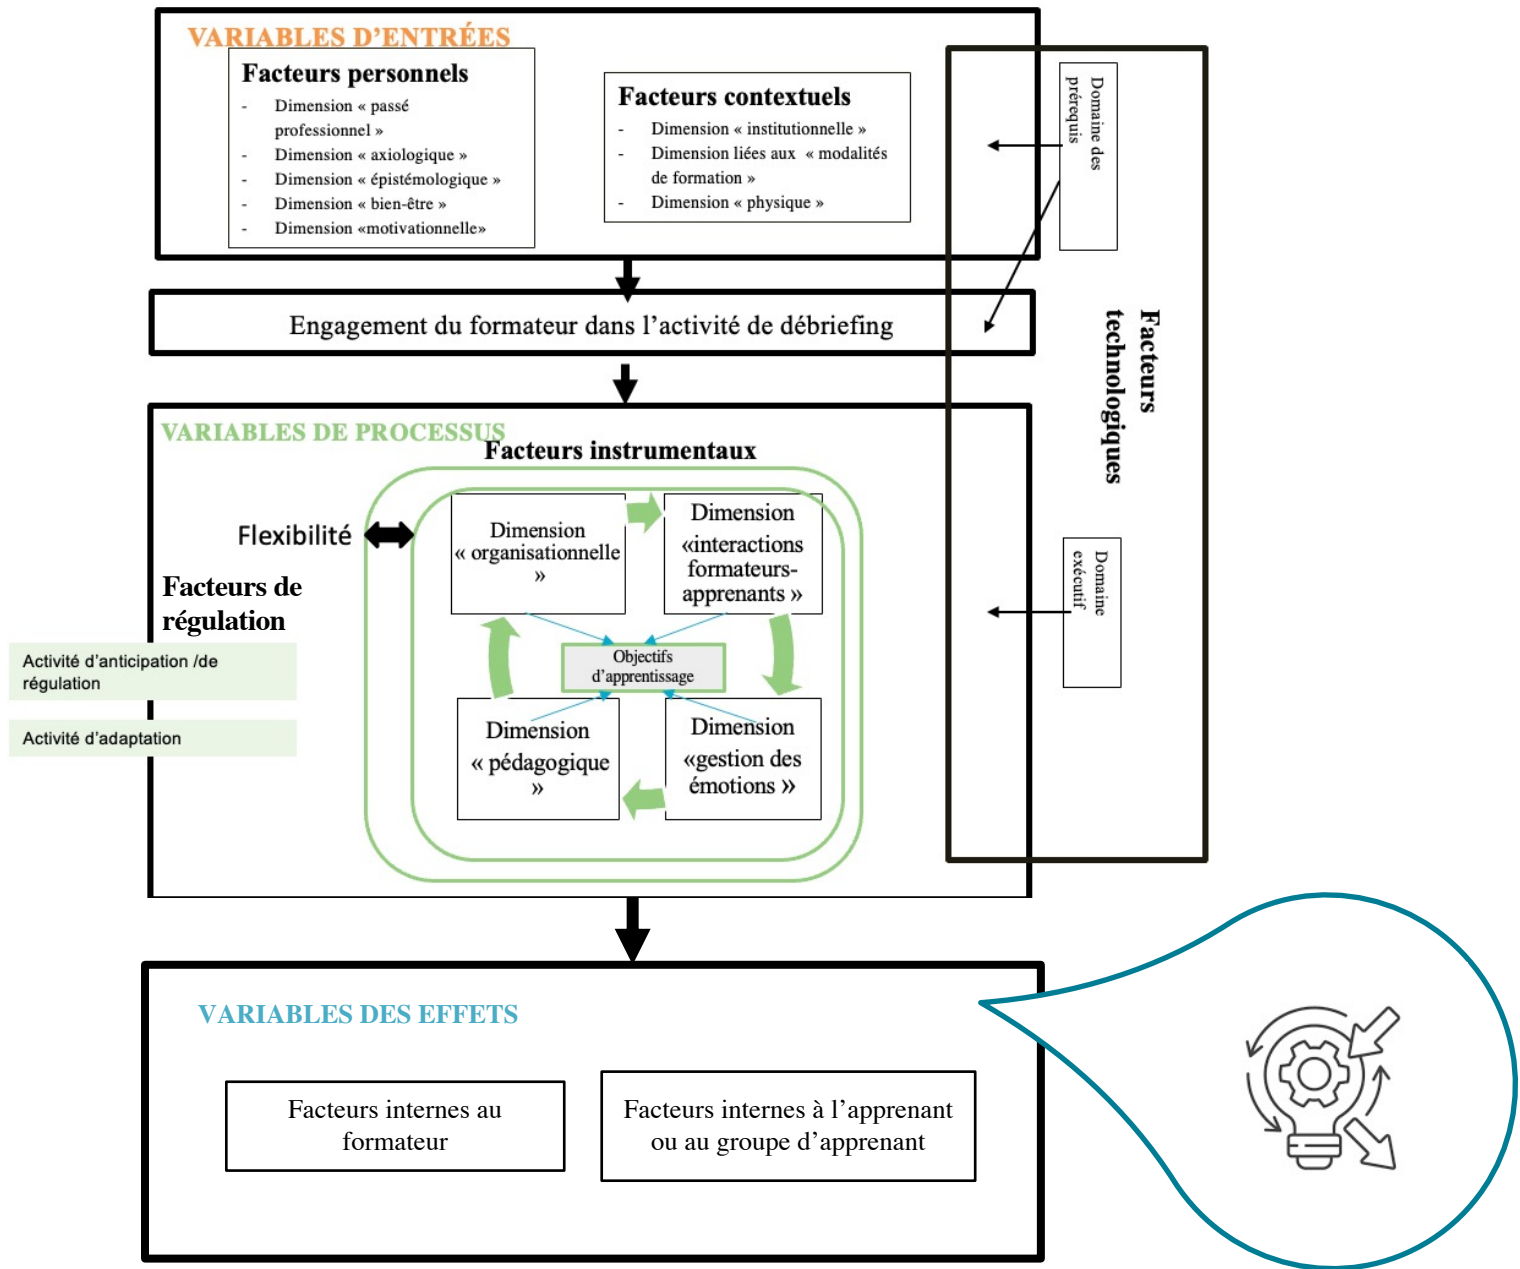 VARIABLES D’ENTRÉES
Facteurs personnels
- Dimension « passé
professionnel »
- Dimension « axiologique »
- Dimension « épistémologique »
- Dimension « bien-être »
- Dimension «motivationnelle»
Facteurs contextuels
- Dimension « institutionnelle »
- Dimension liées aux « modalités
de formation »
- Dimension « physique »
Domaine des
prérequis
Engagement du formateur dans l’activité de débriefing
Facteurs
technologiques
VARIABLES DE PROCESSUS
Facteurs instrumentaux
Flexibilité
Facteurs de
régulation
Activité d’anticipation /de
régulation
Activité d’adaptation
Dimension
« organisationnelle
»
Dimension
«interactions
formateurs-
apprenants »
Objectifs
d’apprentissage
Dimension
« pédagogique
»
Dimension
«gestion des
émotions »
Domaine
exécutif
VARIABLES DES EFFETS
Facteurs internes au
formateur
Facteurs internes à l’apprenant
ou au groupe d’apprenant